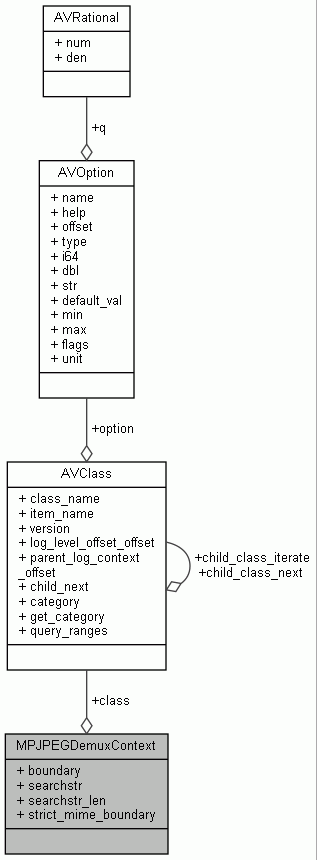 AVRational
+ num
+ den
+q
AVOption
+ name
+ help
+ offset
+ type
+ i64
+ dbl
+ str
+ default_val
+ min
+ max
+ flags
+ unit
+option
AVClass
+ class_name
+ item_name
+ version
+ log_level_offset_offset
+ parent_log_context
_offset
+ child_next
+ category
+ get_category
+ query_ranges
+child_class_iterate
+child_class_next
+class
MPJPEGDemuxContext
+ boundary
+ searchstr
+ searchstr_len
+ strict_mime_boundary